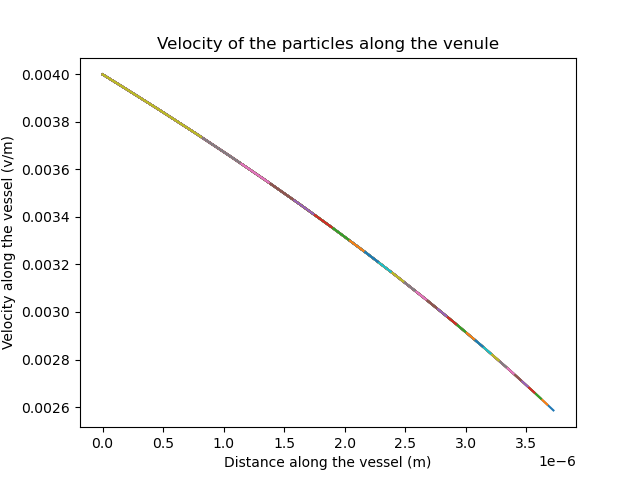 Velocity of the particles along the venule
Velocity along the vessel (v/m)
0.0040
0.0038
0.0036
0.0034
0.0032
0.0030
0.0028
0.0026
0.0 0.5 1.0 1.5 2.0 2.5 3.0 3.5
1e−6
Distance along the vessel (m)